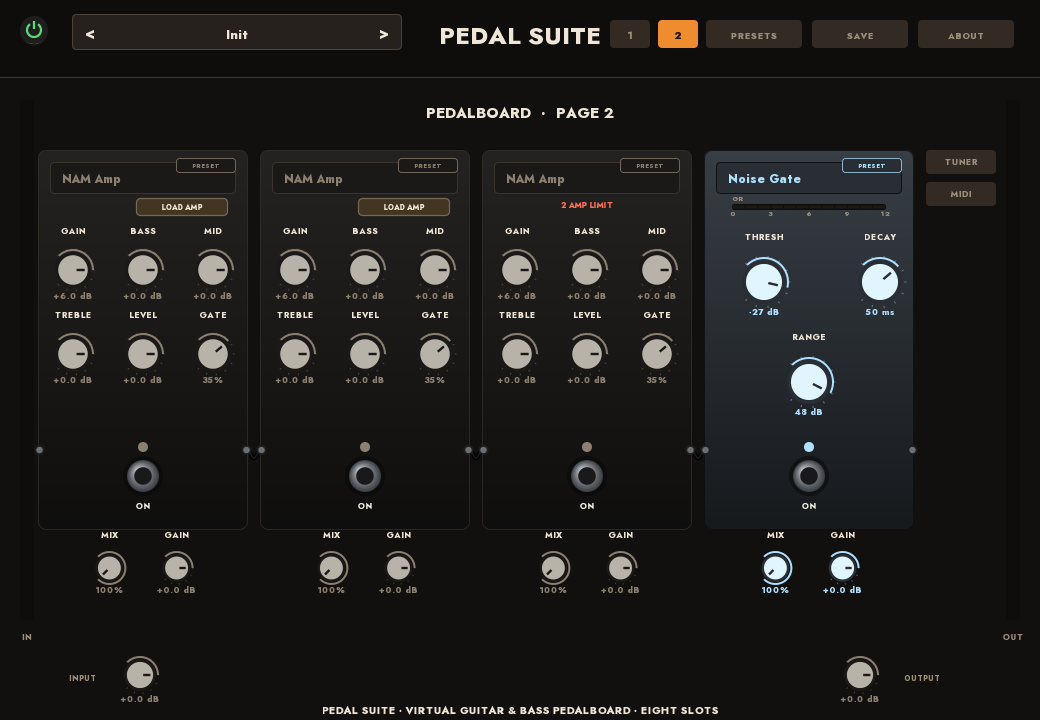 < Init >
PEDAL SUITE
1 2 PRESETS SAVE ABOUT
PEDALBOARD · PAGE 2
PRESET PRESET PRESET PRESET
NAM Amp NAM Amp NAM Amp Noise Gate
TUNER
MIDI
LOAD AMP LOAD AMP 2 AMP LIMIT
GR
0 3 6 9 12
GAIN BASS MID GAIN BASS MID GAIN BASS MID THRESH DECAY
+6.0 dB +0.0 dB +0.0 dB +6.0 dB +0.0 dB +0.0 dB +6.0 dB +0.0 dB +0.0 dB -27 dB 50 ms
TREBLE LEVEL GATE TREBLE LEVEL GATE TREBLE LEVEL GATE RANGE
+0.0 dB +0.0 dB 35% +0.0 dB +0.0 dB 35% +0.0 dB +0.0 dB 35% 48 dB
ON ON ON ON
MIX GAIN MIX GAIN MIX GAIN MIX GAIN
100% +0.0 dB 100% +0.0 dB 100% +0.0 dB 100% +0.0 dB
IN OUT
INPUT OUTPUT
+0.0 dB +0.0 dB
PEDAL SUITE · VIRTUAL GUITAR & BASS PEDALBOARD · EIGHT SLOTS